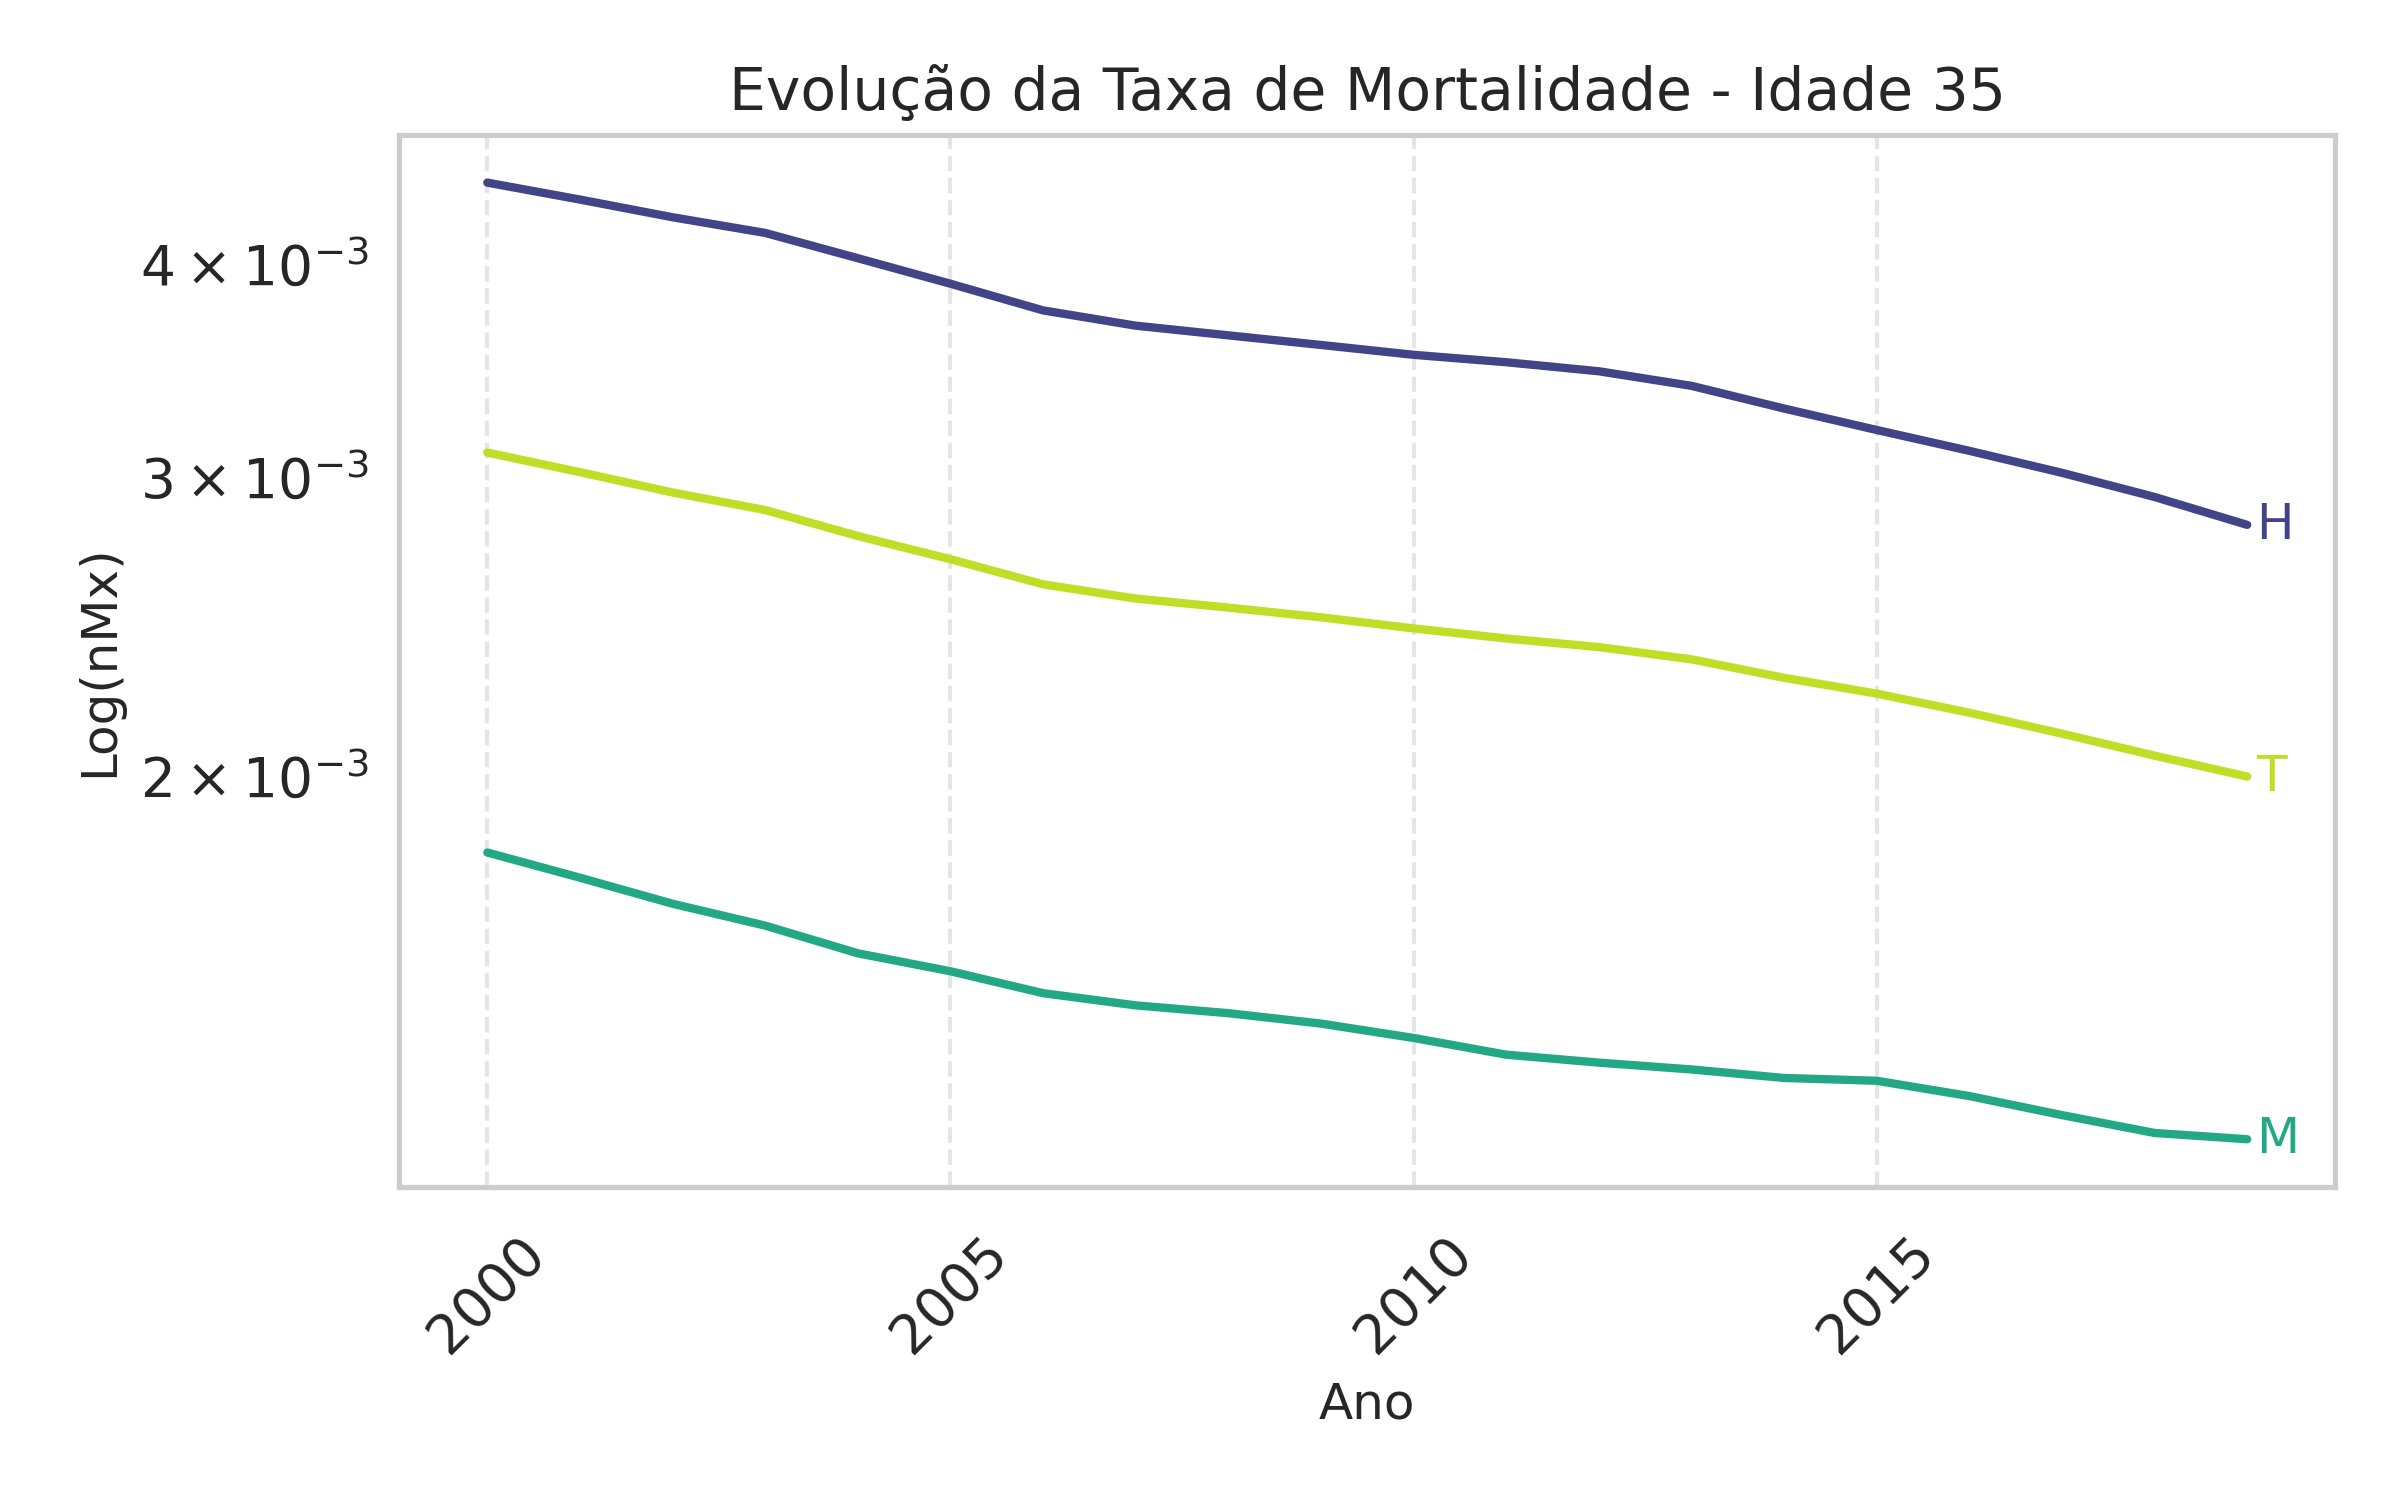 Evolução da Taxa de Mortalidade - Idade 35
Log(nMx)
4 × 10⁻³
3 × 10⁻³
2 × 10⁻³
H
T
M
2000
2005
2010
2015
Ano